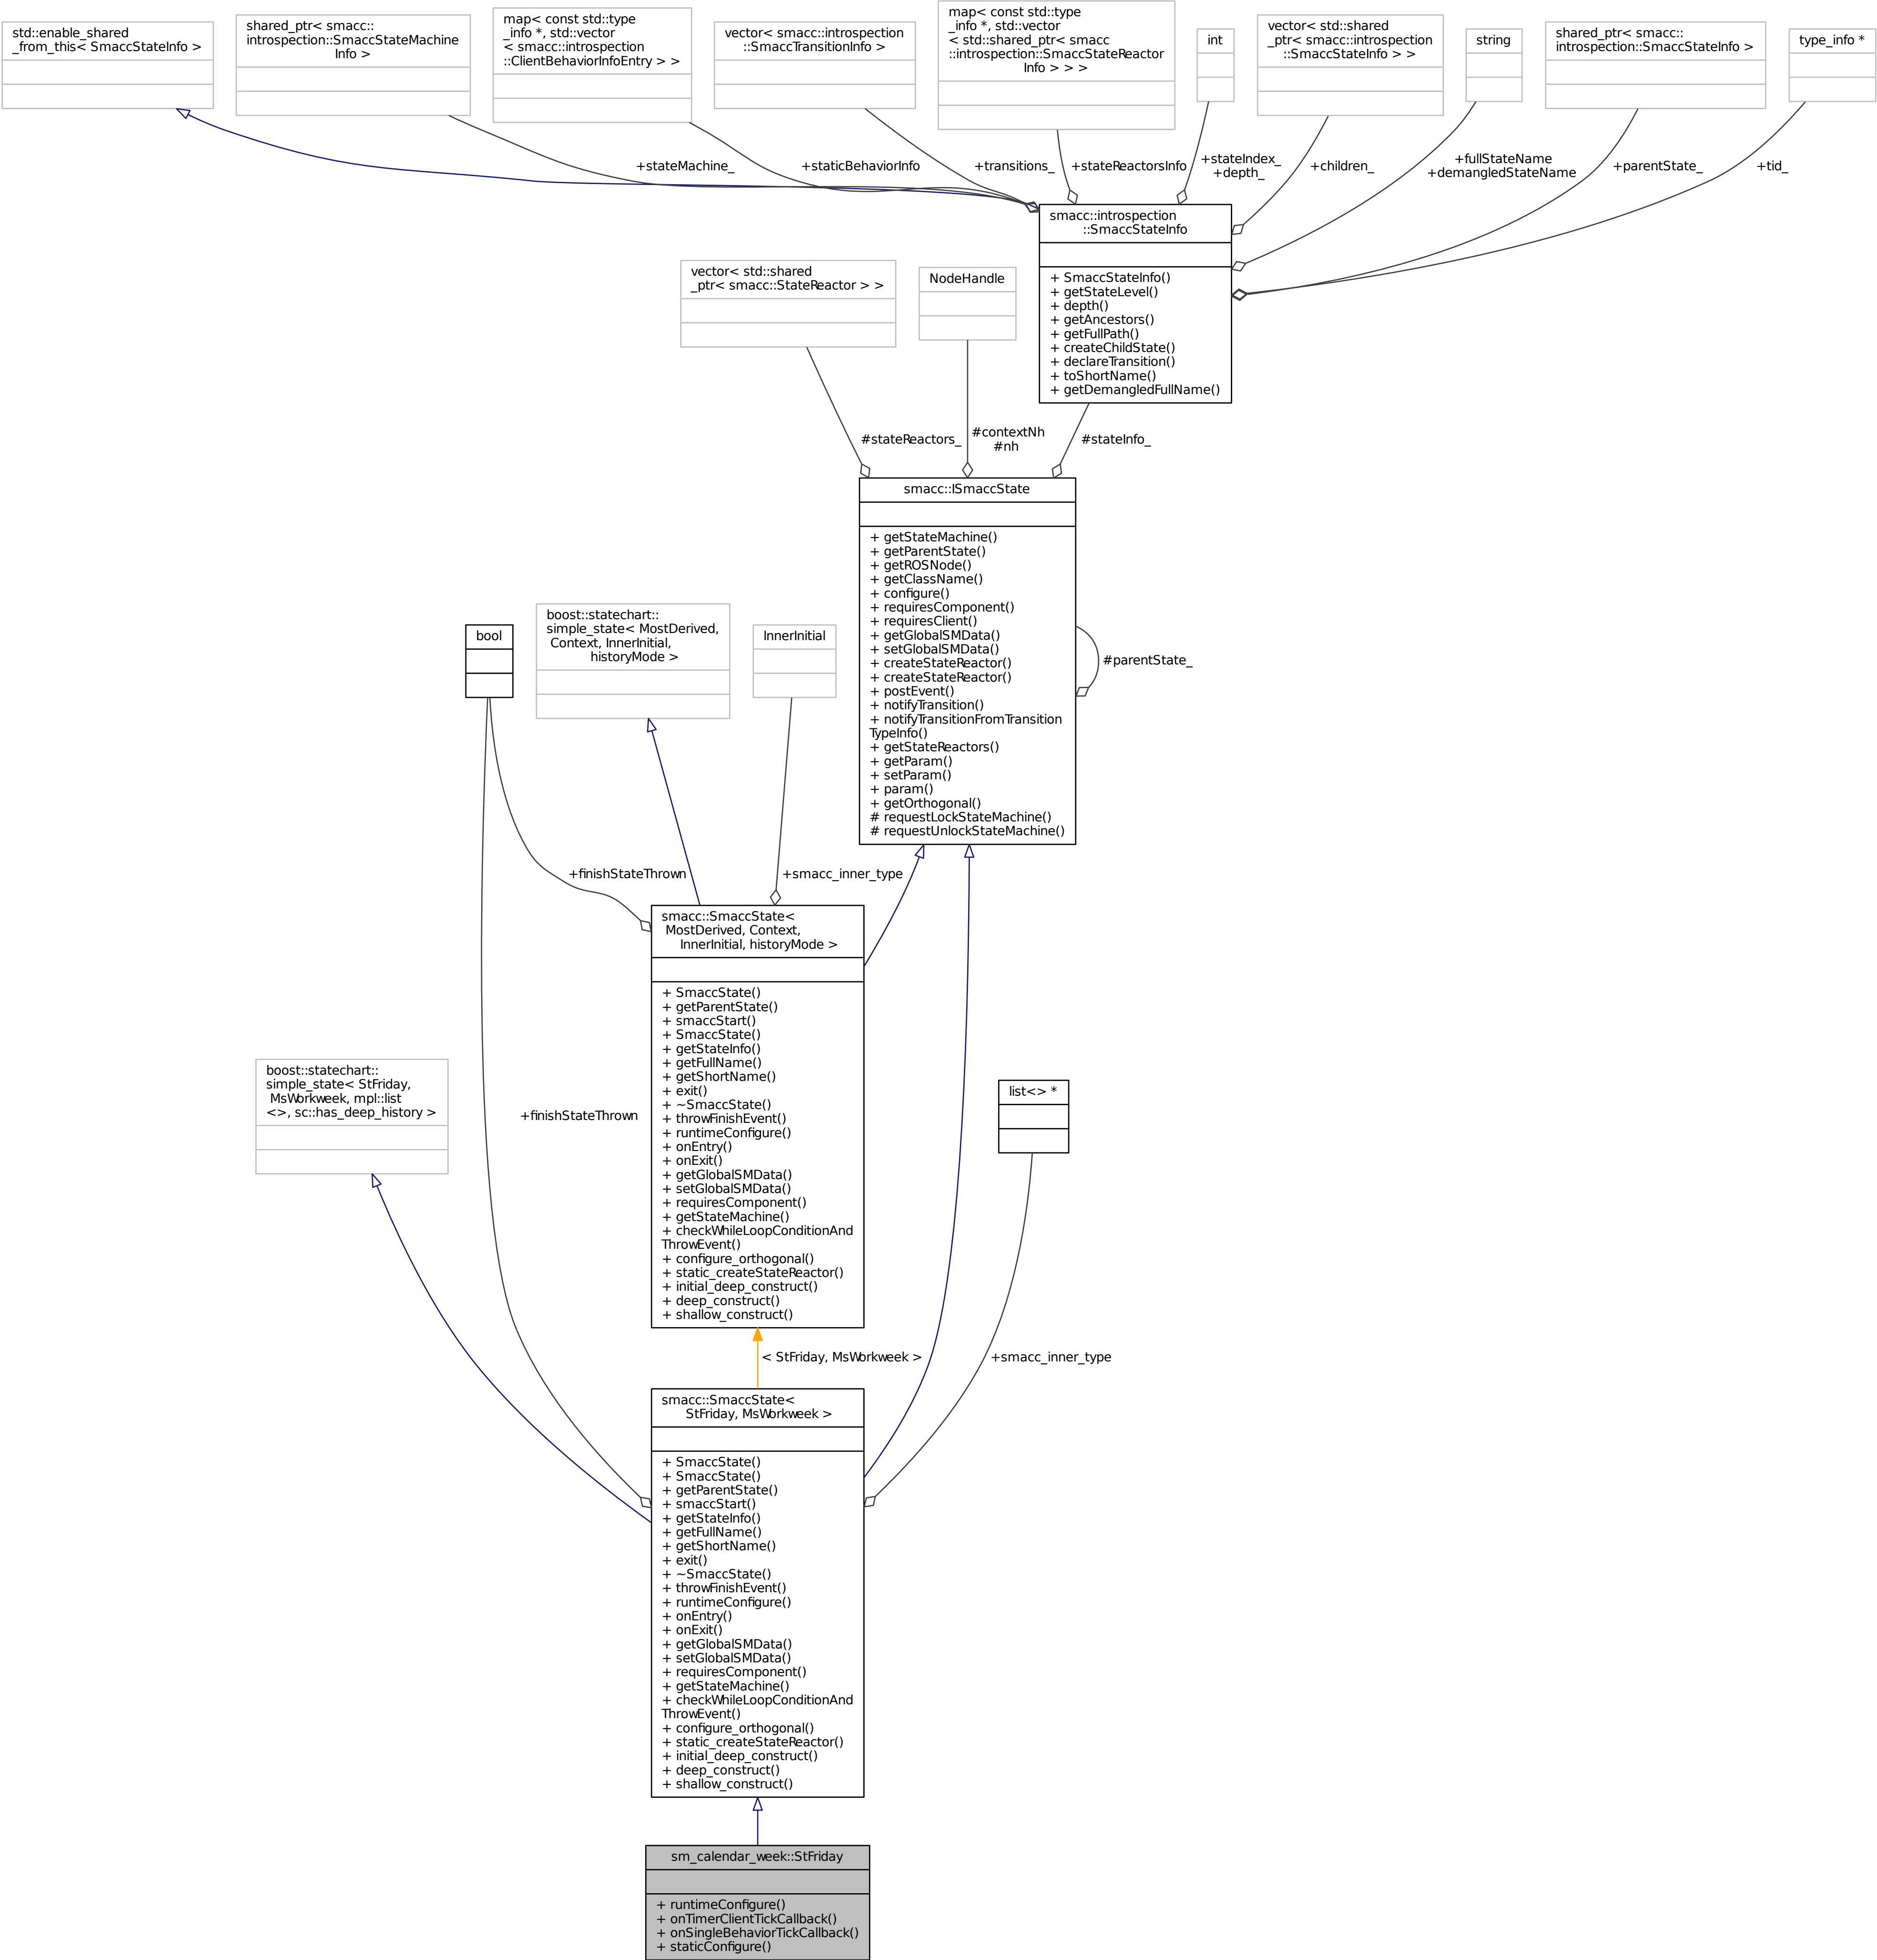 std::enable_shared
_from_this< SmaccStateInfo >
shared_ptr< smacc::
introspection::SmaccStateMachine
Info >
map< const std::type
_info *, std::vector
< smacc::introspection
::ClientBehaviorInfoEntry > >
vector< smacc::introspection
::SmaccTransitionInfo >
map< const std::type
_info *, std::vector
< std::shared_ptr< smacc
::introspection::SmaccStateReactor
Info > > >
int
vector< std::shared
_ptr< smacc::introspection
::SmaccStateInfo > >
string
shared_ptr< smacc::
introspection::SmaccStateInfo >
type_info *
+stateMachine_
+staticBehaviorInfo
+transitions_
+stateReactorsInfo
+stateIndex_
+depth_
+children_
+fullStateName
+demangledStateName
+parentState_
+tid_
smacc::introspection
::SmaccStateInfo
+ SmaccStateInfo()
+ getStateLevel()
+ depth()
+ getAncestors()
+ getFullPath()
+ createChildState()
+ declareTransition()
+ toShortName()
+ getDemangledFullName()
vector< std::shared
_ptr< smacc::StateReactor > >
NodeHandle
#stateReactors_
#contextNh
#nh
#stateInfo_
smacc::ISmaccState
+ getStateMachine()
+ getParentState()
+ getROSNode()
+ getClassName()
+ configure()
+ requiresComponent()
+ requiresClient()
+ getGlobalSMData()
+ setGlobalSMData()
+ createStateReactor()
+ createStateReactor()
+ postEvent()
+ notifyTransition()
+ notifyTransitionFromTransition
TypeInfo()
+ getStateReactors()
+ getParam()
+ setParam()
+ param()
+ getOrthogonal()
# requestLockStateMachine()
# requestUnlockStateMachine()
#parentState_
bool
boost::statechart::
simple_state< MostDerived,
Context, InnerInitial,
historyMode >
InnerInitial
+finishStateThrown
+smacc_inner_type
smacc::SmaccState<
MostDerived, Context,
InnerInitial, historyMode >
+ SmaccState()
+ getParentState()
+ smaccStart()
+ SmaccState()
+ getStateInfo()
+ getFullName()
+ getShortName()
+ exit()
+ ~SmaccState()
+ throwFinishEvent()
+ runtimeConfigure()
+ onEntry()
+ onExit()
+ getGlobalSMData()
+ setGlobalSMData()
+ requiresComponent()
+ getStateMachine()
+ checkWhileLoopConditionAnd
ThrowEvent()
+ configure_orthogonal()
+ static_createStateReactor()
+ initial_deep_construct()
+ deep_construct()
+ shallow_construct()
boost::statechart::
simple_state< StFriday,
MsWorkweek, mpl::list
<>, sc::has_deep_history >
+finishStateThrown
list<> *
< StFriday, MsWorkweek >
+smacc_inner_type
smacc::SmaccState<
StFriday, MsWorkweek >
+ SmaccState()
+ SmaccState()
+ getParentState()
+ smaccStart()
+ getStateInfo()
+ getFullName()
+ getShortName()
+ exit()
+ ~SmaccState()
+ throwFinishEvent()
+ runtimeConfigure()
+ onEntry()
+ onExit()
+ getGlobalSMData()
+ setGlobalSMData()
+ requiresComponent()
+ getStateMachine()
+ checkWhileLoopConditionAnd
ThrowEvent()
+ configure_orthogonal()
+ static_createStateReactor()
+ initial_deep_construct()
+ deep_construct()
+ shallow_construct()
sm_calendar_week::StFriday
+ runtimeConfigure()
+ onTimerClientTickCallback()
+ onSingleBehaviorTickCallback()
+ staticConfigure()